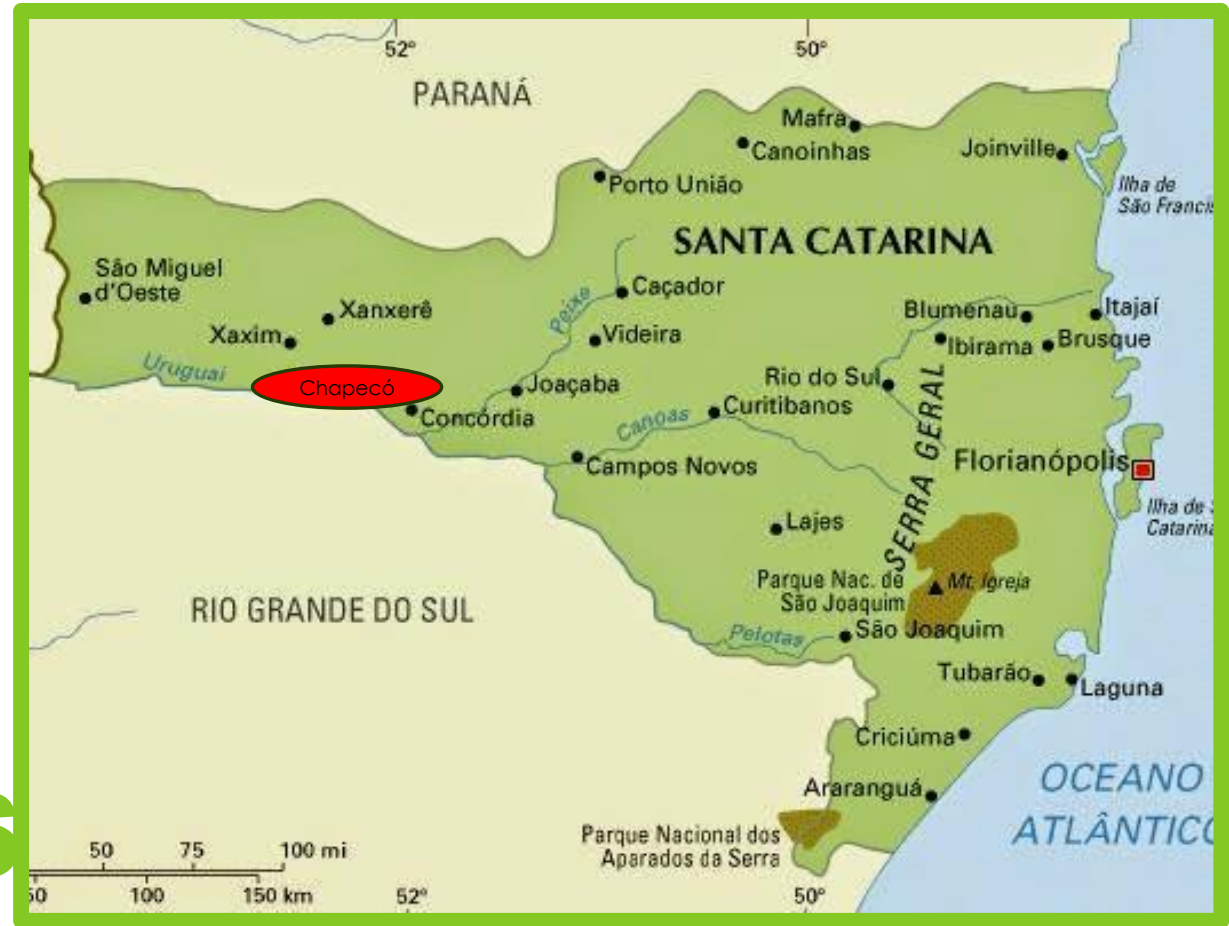 52°
50°
PARANÁ
Mafra
Canoinhas
Joinville
Porto União
Ilha de
São Francis
SANTA CATARINA
São Miguel
d'Oeste
Xanxerê
Xaxim
Peixe
Caçador
Videira
Blumenau
Itajaí
Ibirama
Brusque
Uruguai
Chapecó
Joaçaba
Concórdia
Rio do Sul
Canoas
Curitibanos
SERRA GERAL
Florianópolis
Campos Novos
Ilha de S
Catarina
Lajes
Parque Nac. de
São Joaquim
Mt. Igreja
RIO GRANDE DO SUL
Pelotas
São Joaquim
Tubarão
Laguna
Criciúma
Araranguá
OCEANO
ATLÂNTICO
Parque Nacional dos
Aparados da Serra
50 75 100 mi
50 100 150 km
52°
50°